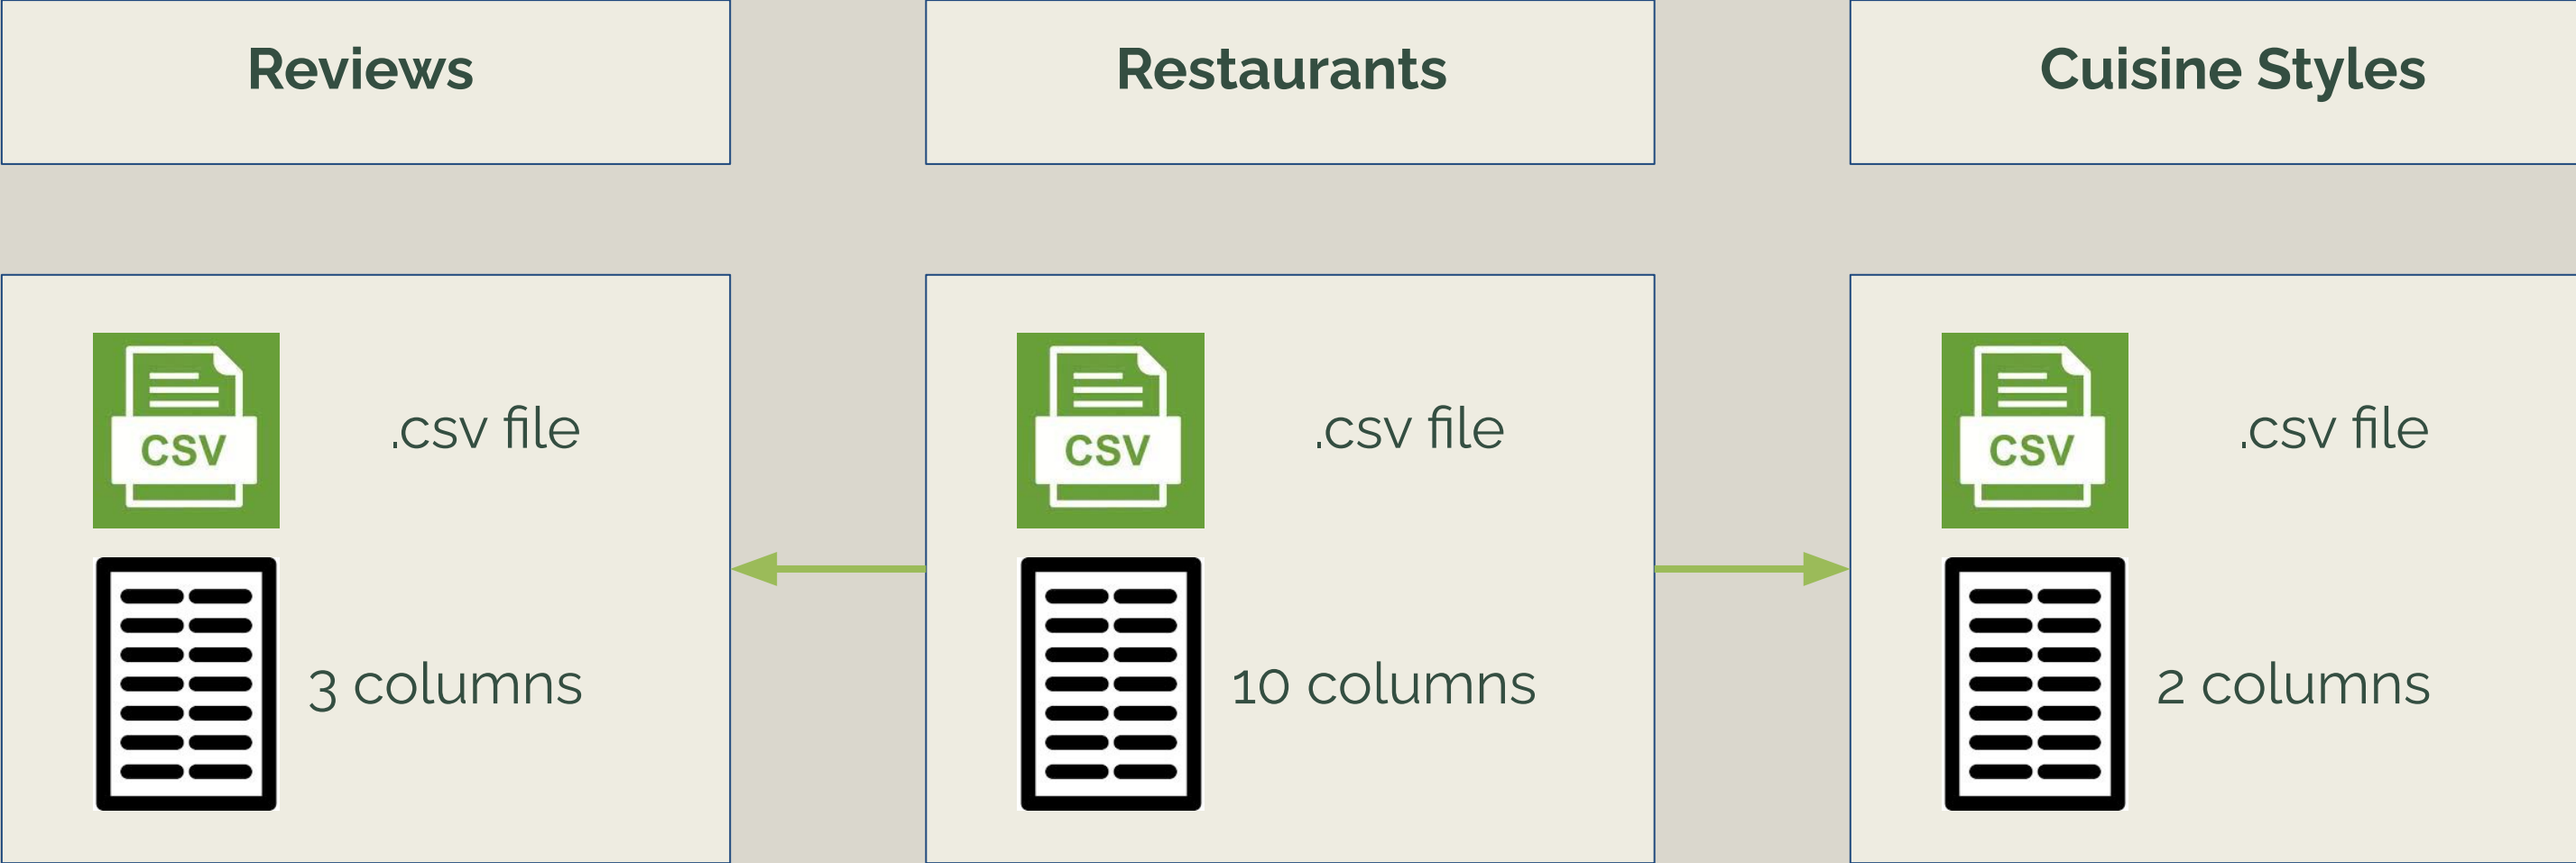 Reviews
Restaurants
Cuisine Styles
CSV
.csv file
CSV
.csv file
CSV
.csv file
3 columns
10 columns
2 columns